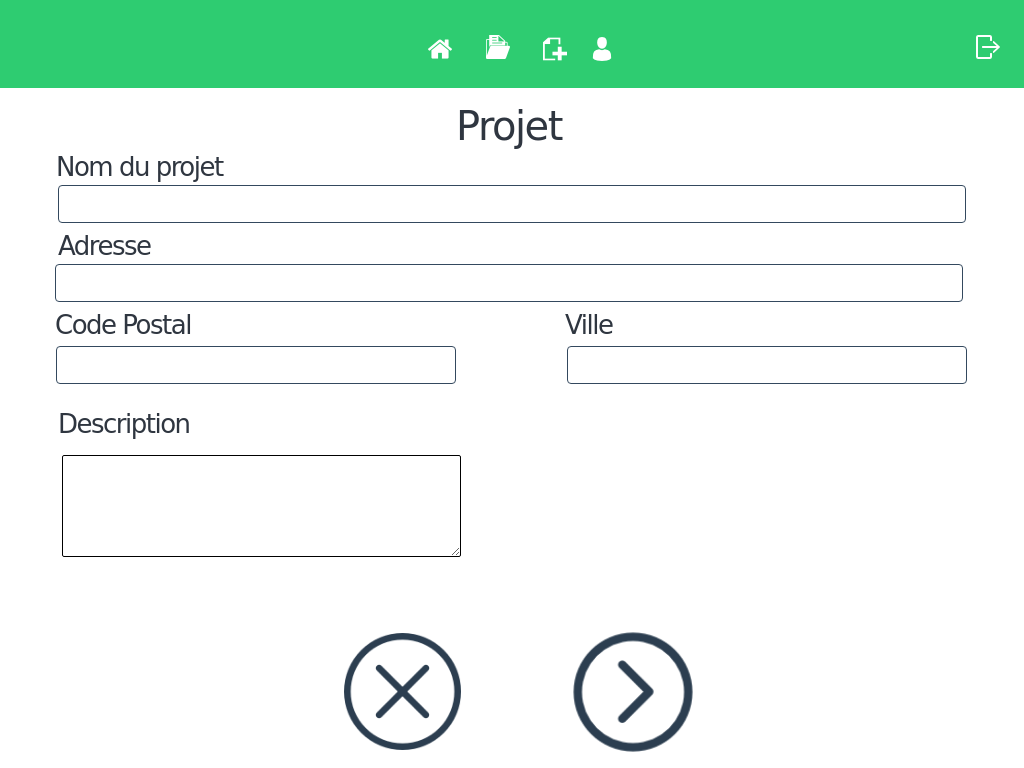 Projet
Nom du projet
Adresse
Code Postal
Ville
Description